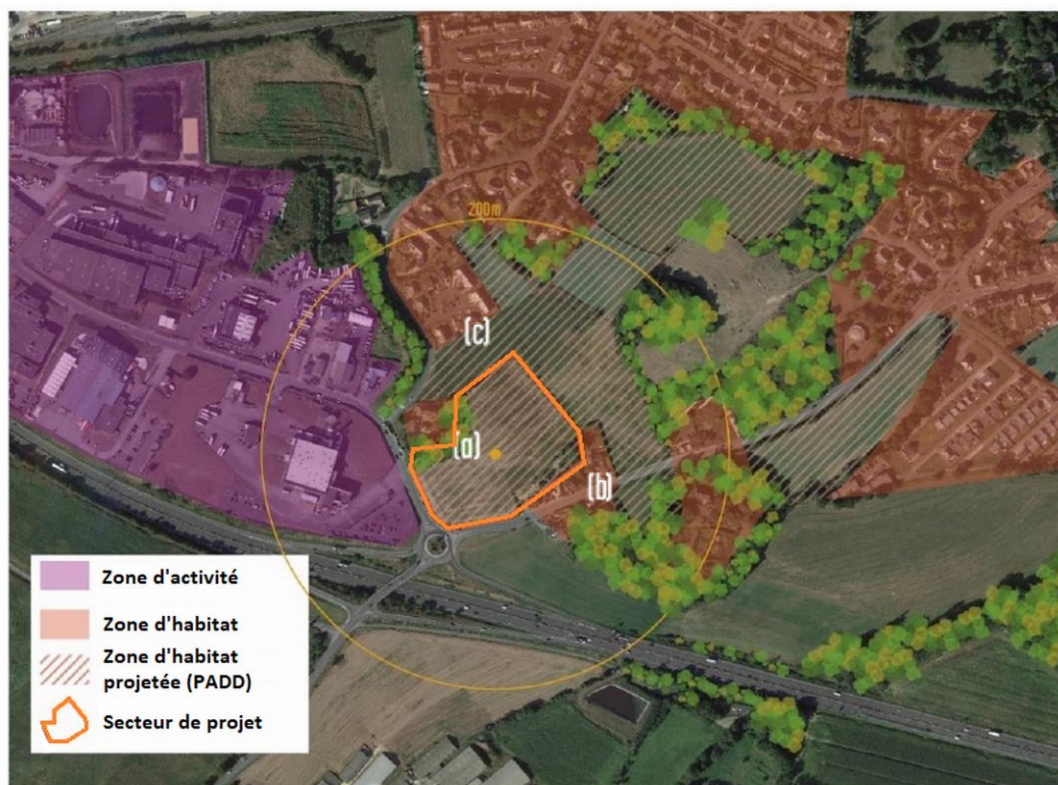 200m
(c)
(a)
(b)
Zone d'activité
Zone d'habitat
Zone d'habitat
projetée (PADD)
Secteur de projet